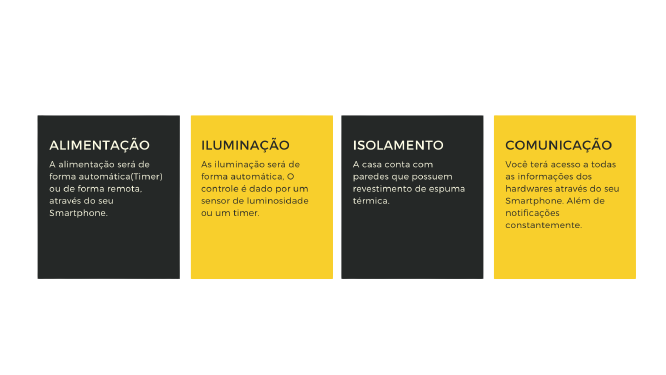 ALIMENTAÇÃO
A alimentação será de
forma automática(Timer)
ou de forma remota,
através do seu
Smartphone.
ILUMINAÇÃO
As iluminação será de
forma automática, O
controle é dado por um
sensor de luminosidade
ou um timer.
ISOLAMENTO
A casa conta com
paredes que possuem
revestimento de espuma
térmica.
COMUNICAÇÃO
Você terá acesso a todas
as informações dos
hardwares através do seu
Smartphone. Além de
notificações
constantemente.